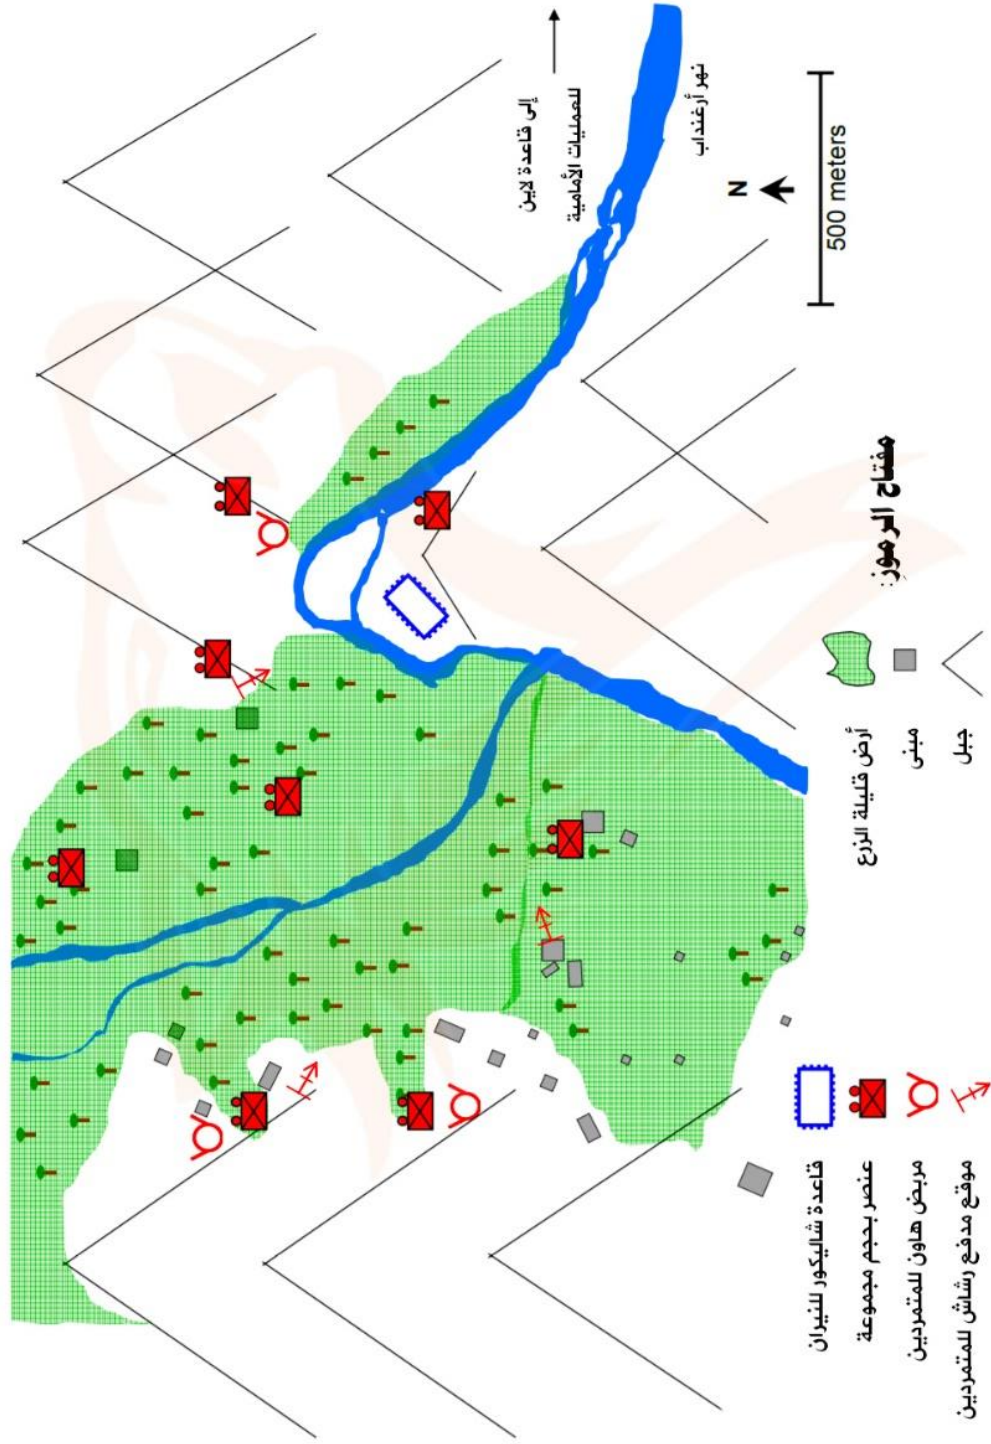 إلى قاعدة لاين
للعمليات الأمامية
نهر أرغنداب
N
500 meters
مفتاح الرموز:
جبل
مبنى
أرض قليلة الزرع
موقع مدفع رشاش للمتمردين
مربض هاون للمتمردين
عنصر بحجم مجموعة
قاعدة شاليكور للنيران